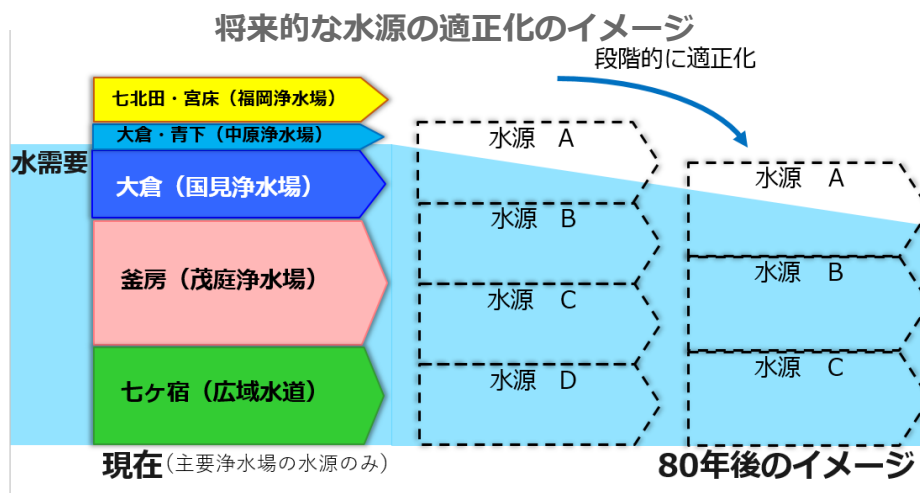 将来的な水源の適正化のイメージ
段階的に適正化
水需要
七北田・宮床（福岡浄水場）
大倉・青下（中原浄水場）
大倉（国見浄水場）
釜房（茂庭浄水場）
七ヶ宿（広域水道）
水源　A
水源　B
水源　C
水源　D
水源　A
水源　B
水源　C
現在（主要浄水場の水源のみ）
80年後のイメージ